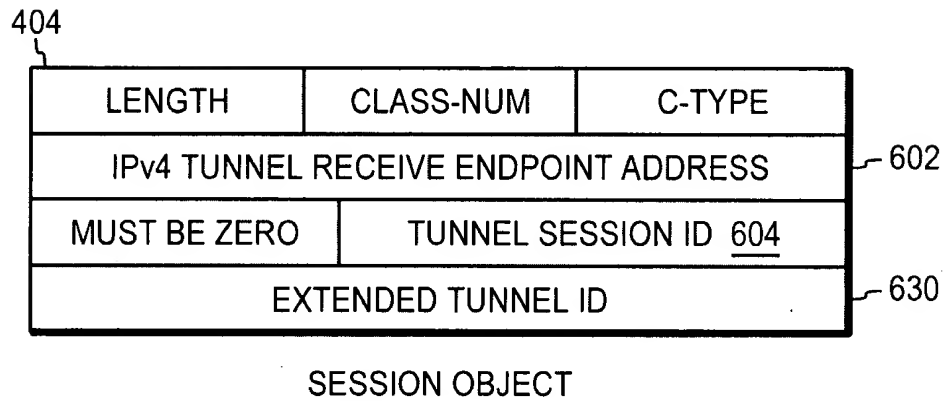 404
LENGTH CLASS-NUM C-TYPE
IPv4 TUNNEL RECEIVE ENDPOINT ADDRESS 602
MUST BE ZERO TUNNEL SESSION ID 604
EXTENDED TUNNEL ID 630
SESSION OBJECT